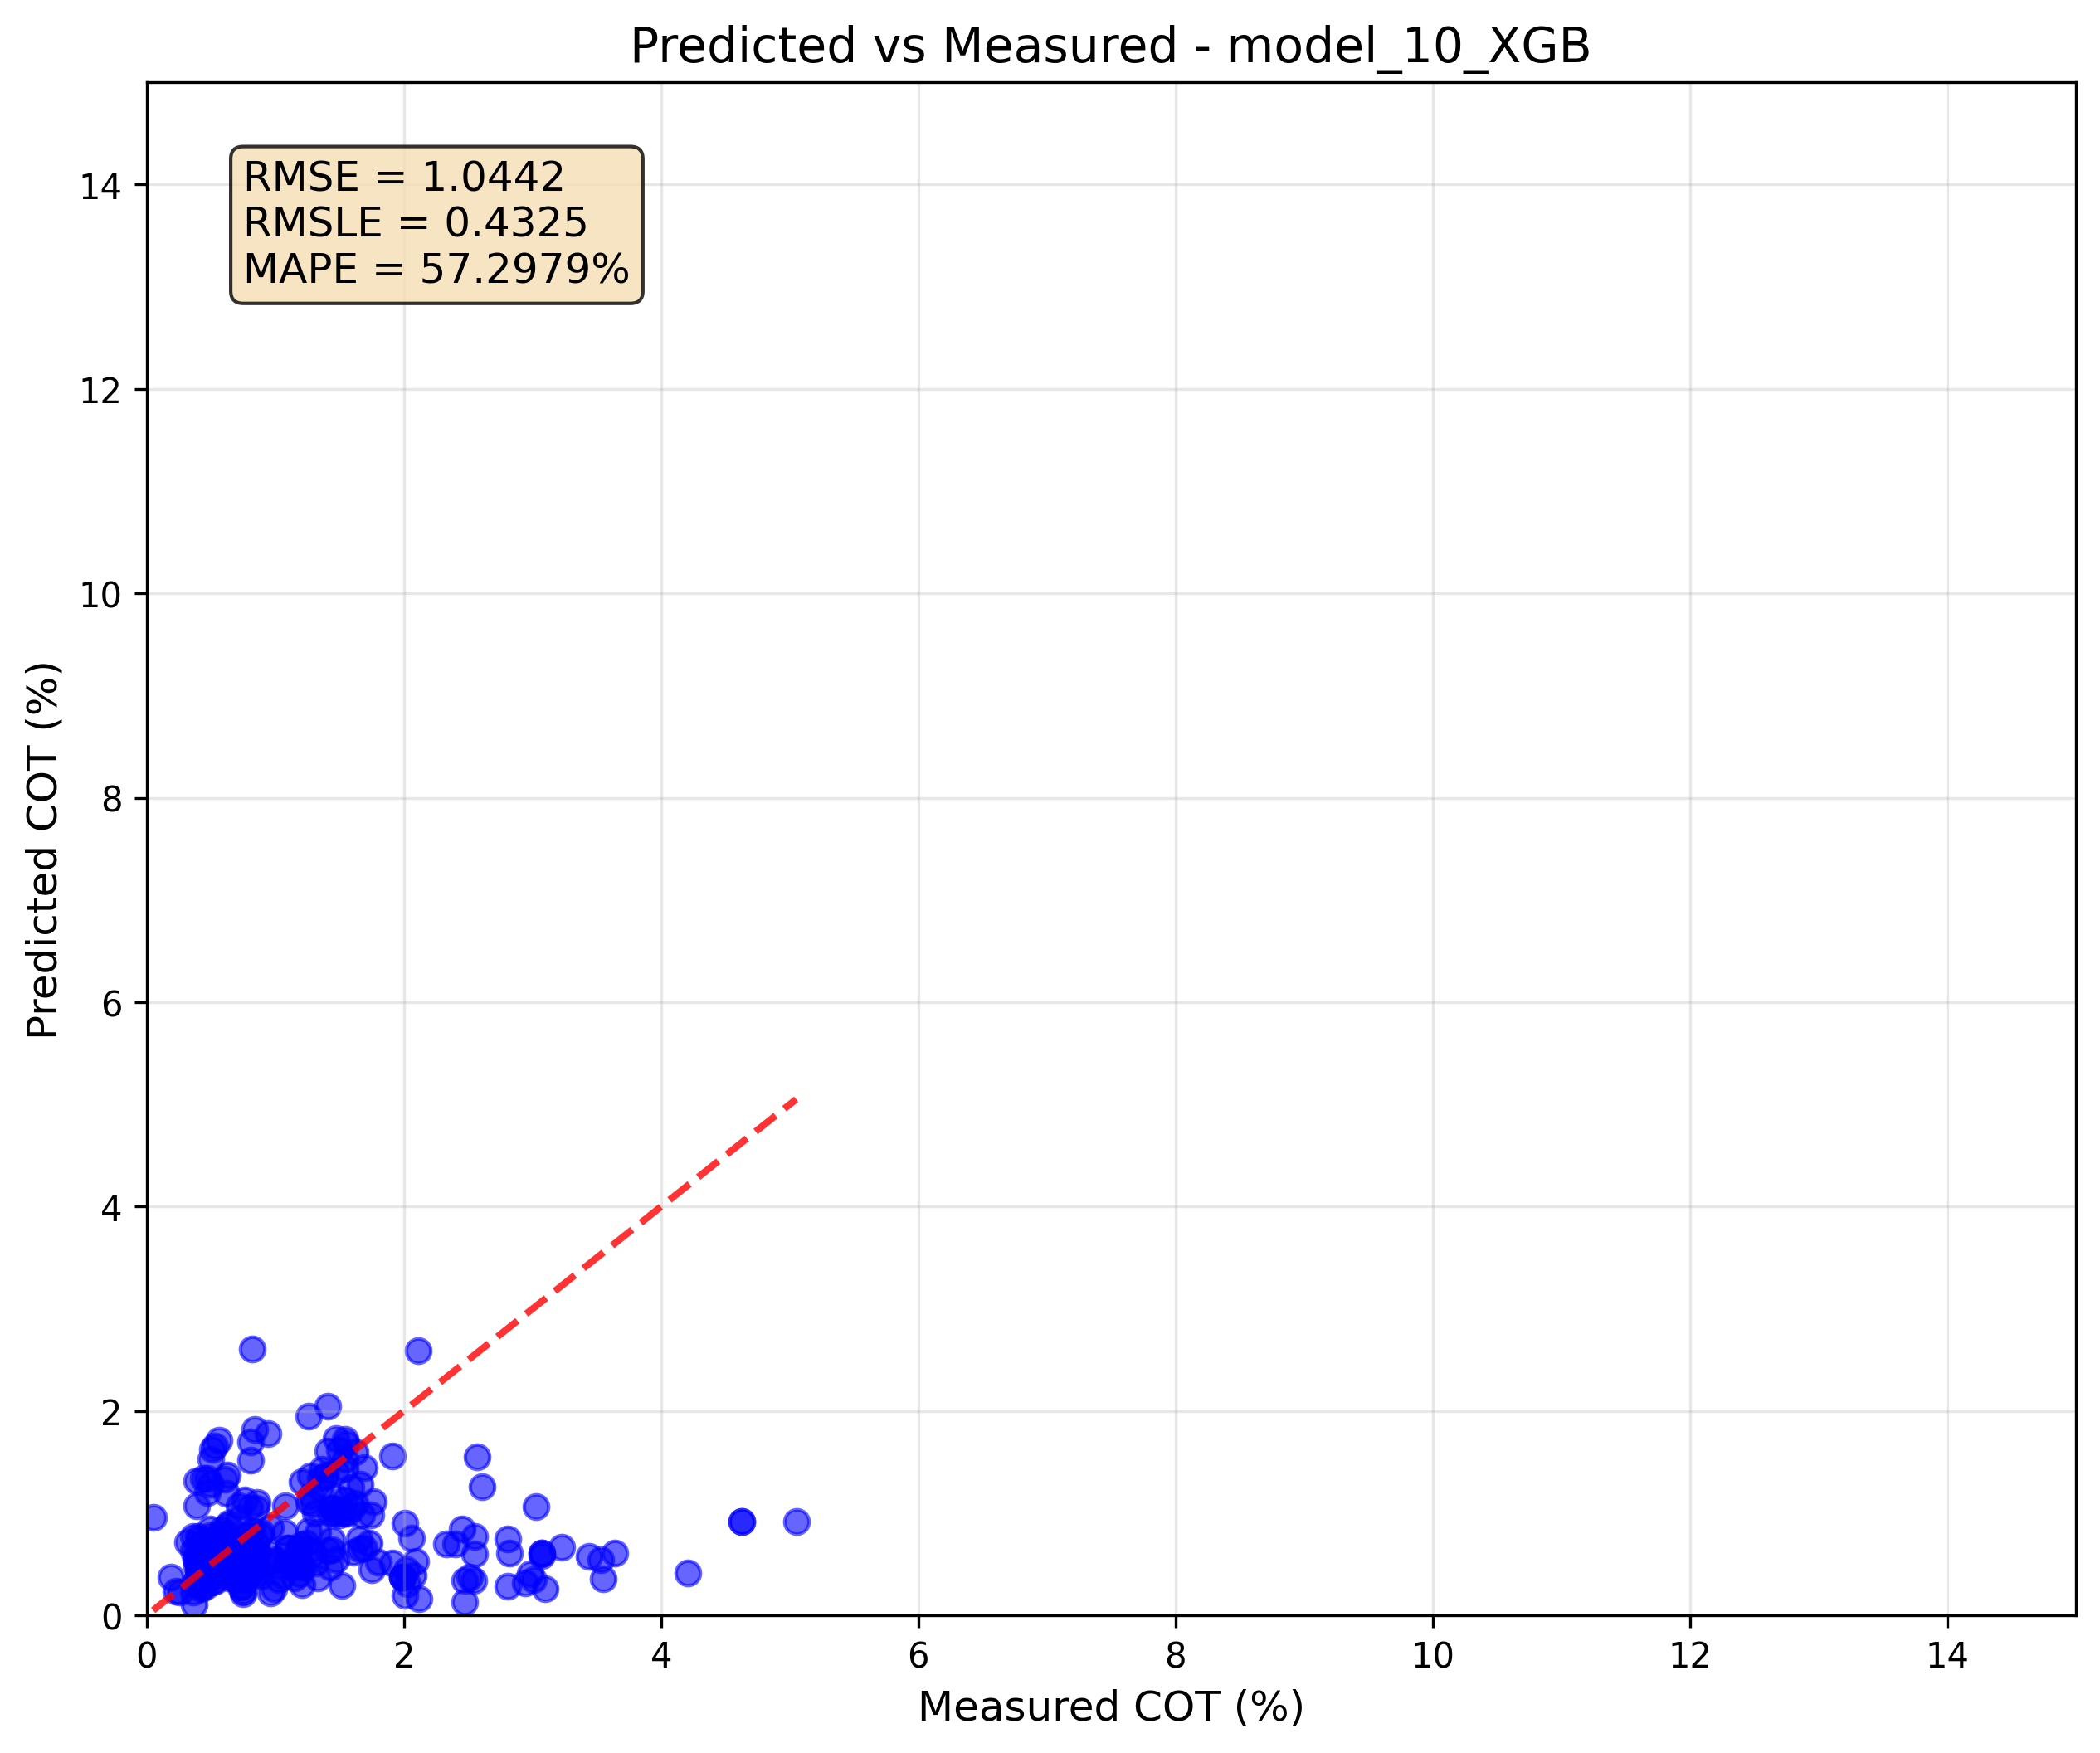 Predicted vs Measured - model_10_XGB
RMSE = 1.0442
RMSLE = 0.4325
MAPE = 57.2979%
Predicted COT (%)
14
12
10
8
6
4
2
0
0 2 4 6 8 10 12 14
Measured COT (%)